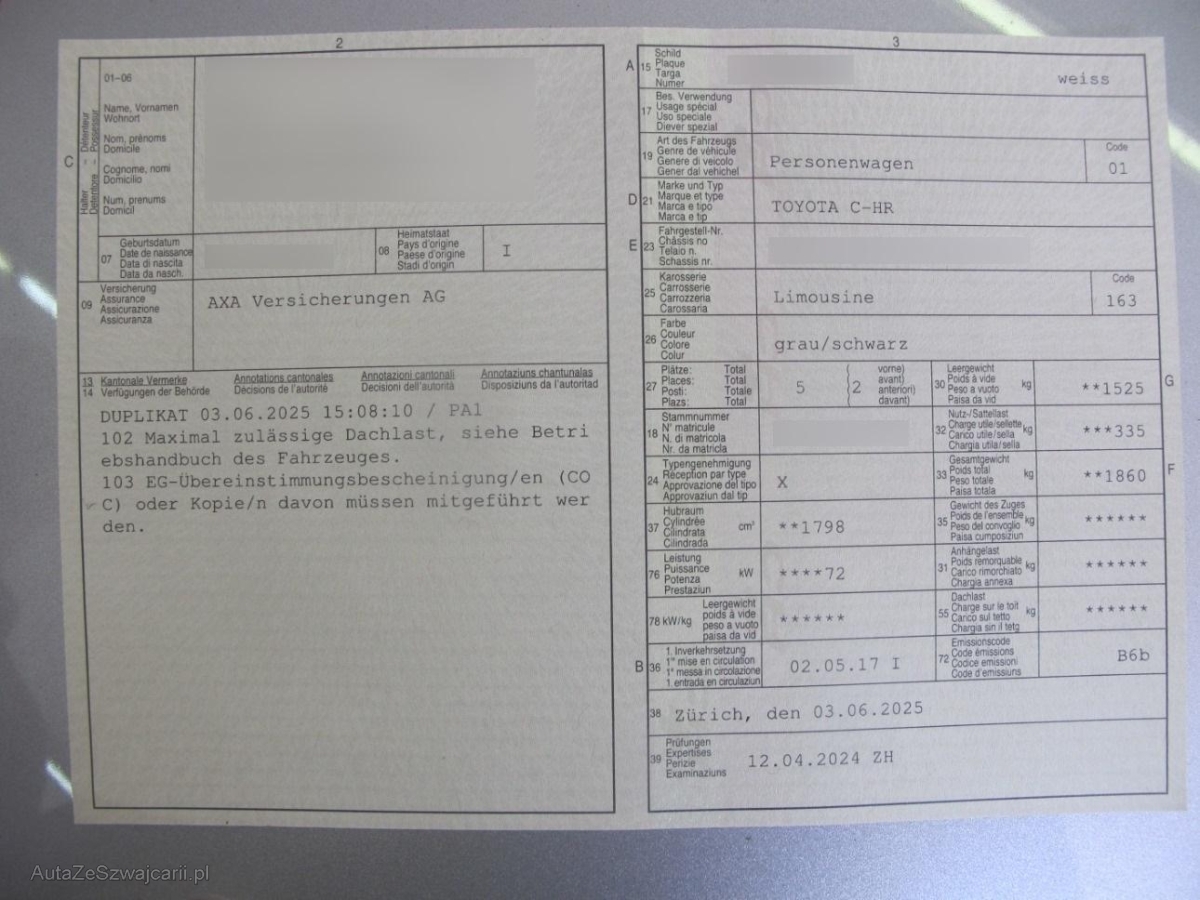 2
01-06
Halter - Détenteur
Detentore - Possessur
C
Name, Vornamen
Wohnort
Nom, prénoms
Domicile
Cognome, nomi
Domicilio
Num, prenums
Domicil
07
Geburtsdatum
Date de naissance
Data di nascita
Data da nasch.
08
Heimatstaat
Pays d'origine
Paese d'origine
Stadi d'origin
I
09
Versicherung
Assurance
Assicurazione
Assicuranza
AXA Versicherungen AG
13 Kantonale Vermerke Annotations cantonales Annotazioni cantonali Annotaziuns chantunalas
14 Verfügungen der Behörde Décisions de l'autorité Decisioni dell'autorità Disposiziuns da l'autoritad
DUPLIKAT 03.06.2025 15:08:10 / PA1
102 Maximal zulässige Dachlast, siehe Betri
ebshandbuch des Fahrzeuges.
103 EG-Übereinstimmungsbescheinigung/en (CO
C) oder Kopie/n davon müssen mitgeführt wer
den.
3
A 15
Schild
Plaque
Targa
Numer
weiss
17
Bes. Verwendung
Usage spécial
Uso speciale
Diever spezial
19
Art des Fahrzeugs
Genre de véhicule
Genere di veicolo
Gener dal vehichel
Personenwagen
Code
01
D 21
Marke und Typ
Marque et type
Marca e tipo
Marca e tip
TOYOTA C-HR
E 23
Fahrgestell-Nr.
Châssis no
Telaio n.
Schassis nr.
25
Karosserie
Carrosserie
Carrozzeria
Carossaria
Limousine
Code
163
26
Farbe
Couleur
Colore
Colur
grau/schwarz
27
Plätze: Total (vorne)
Places: Total (avant)
Posti: Totale (anteriori)
Plazs: Total (davant)
5 2
30
Leergewicht
Poids à vide
Peso a vuoto
Paisa da vid
kg
**1525
G
18
Stammnummer
N° matricule
N. di matricola
Nr. da matricla
32
Nutz-/Sattellast
Charge utile/sellette
Carico utile/sella
Chargia utila/sella
kg
***335
24
Typengenehmigung
Réception par type
Approvazione del tipo
Approvaziun dal tip
X
33
Gesamtgewicht
Poids total
Peso totale
Paisa totala
kg
**1860
F
37
Hubraum
Cylindrée
Cilindrata
Cilindrada
cm³
**1798
35
Gewicht des Zuges
Poids de l'ensemble
Peso del convoglio
Paisa cumposiziun
kg
******
76
Leistung
Puissance
Potenza
Prestaziun
kW
****72
31
Anhängelast
Poids remorquable
Carico rimorchiato
Chargia annexa
kg
******
78 kW/kg
Leergewicht
poids à vide
peso a vuoto
paisa da vid
******
55
Dachlast
Charge sur le toit
Carico sul tetto
Chargia sin il tetg
kg
******
B 36
1. Inverkehrsetzung
1re mise en circulation
1a messa in circolazione
1. entrada en circulaziun
02.05.17 I
72
Emissionscode
Code émissions
Codice emissioni
Code d'emissiuns
B6b
38
Zürich, den 03.06.2025
39
Prüfungen
Expertises
Perizie
Examinaziuns
12.04.2024 ZH
AutaZeSzwajcarii.pl